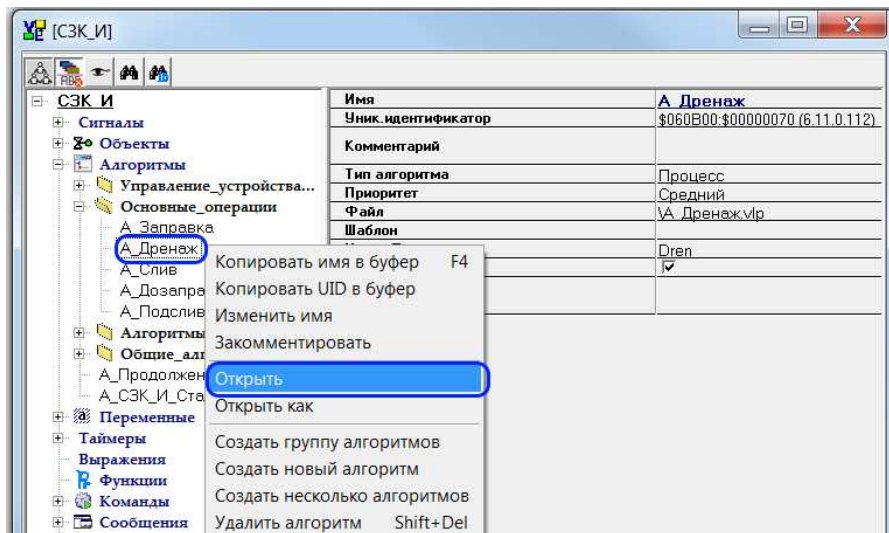 [СЗК_И]
СЗК_И
Сигналы
Объекты
Алгоритмы
Управление_устройства...
Основные_операции
А_Заправка
А_Дренаж
А_Слив
А_Дозапра
А_Подслив
Алгоритмы
Общие_алг
А_Продолжен
А_СЗК_И_Ста
Переменные
Таймеры
Выражения
Функции
Команды
Сообщения
Имя А_Дренаж
Уник.идентификатор $060B00:$00000070 (6.11.0.112)
Комментарий
Тип алгоритма Процесс
Приоритет Средний
Файл \А_Дренаж.vlp
Шаблон
Dren
Копировать имя в буфер F4
Копировать UID в буфер
Изменить имя
Закомментировать
Открыть
Открыть как
Создать группу алгоритмов
Создать новый алгоритм
Создать несколько алгоритмов
Удалить алгоритм Shift+Del